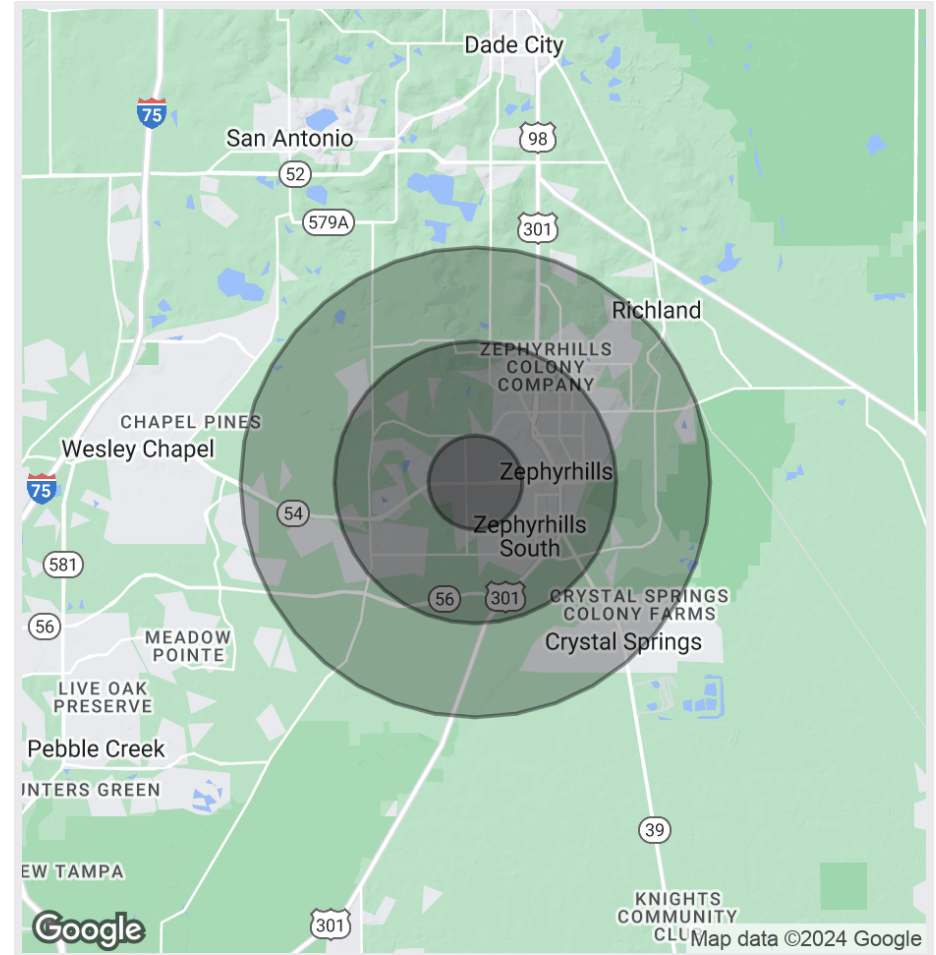 Dade City
75
98
San Antonio
52
579A
301
Richland
ZEPHYRHILLS
COLONY
COMPANY
CHAPEL PINES
Wesley Chapel
Zephyrhills
75
54
Zephyrhills
South
581
56
301
CRYSTAL SPRINGS
COLONY FARMS
56
MEADOW
POINTE
Crystal Springs
LIVE OAK
PRESERVE
Pebble Creek
UNTERS GREEN
39
EW TAMPA
KNIGHTS
COMMUNITY
CLU
301
Google
Map data ©2024 Google